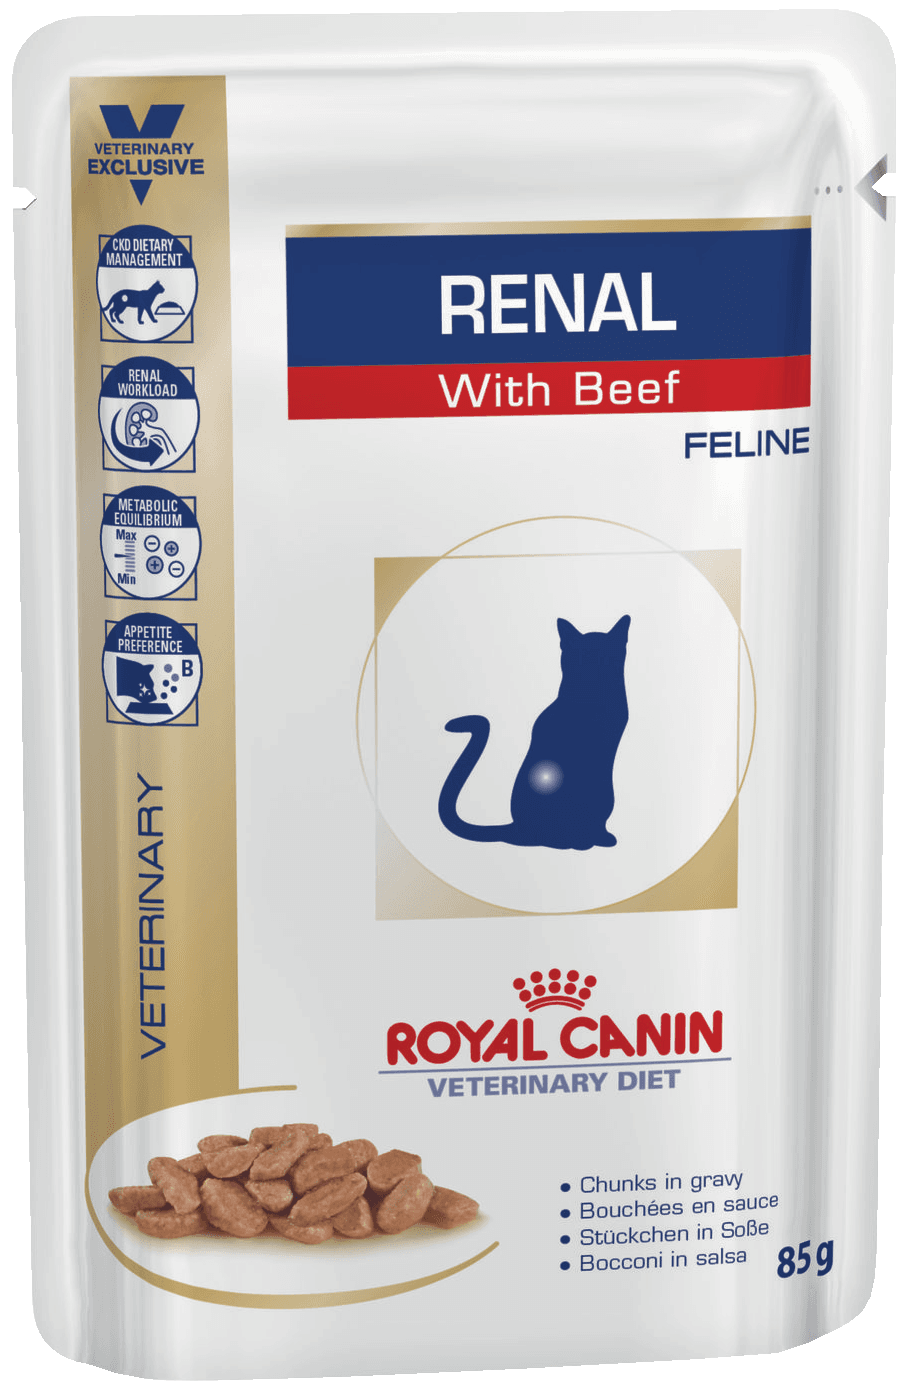 VETERINARY
EXCLUSIVE
CKD DIETARY
MANAGEMENT
RENAL
WORKLOAD
METABOLIC
EQUILIBRIUM
Max
Min
APPETITE
PREFERENCE
B
VETERINARY
RENAL
With Beef
FELINE
ROYAL CANIN
VETERINARY DIET
• Chunks in gravy
• Bouchées en sauce
• Stückchen in Soße
• Bocconi in salsa
85g